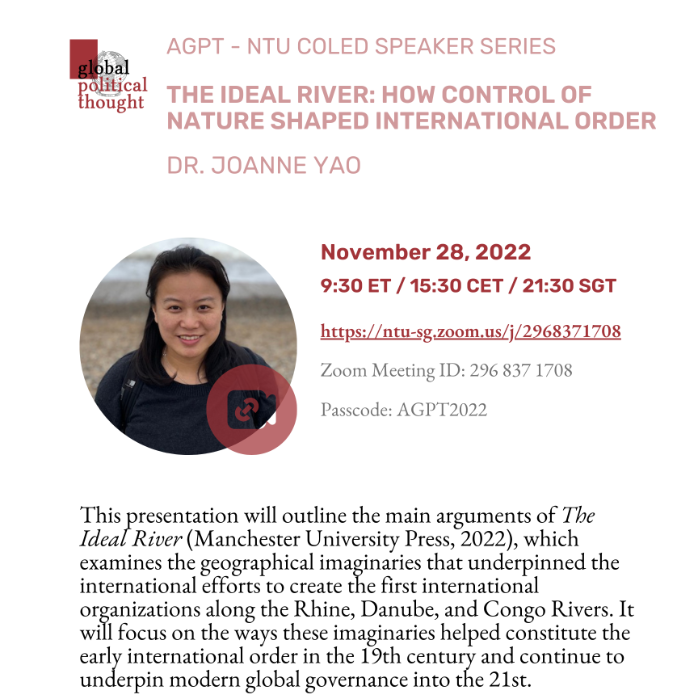 global
political
thought
AGPT - NTU COLED SPEAKER SERIES
THE IDEAL RIVER: HOW CONTROL OF
NATURE SHAPED INTERNATIONAL ORDER
DR. JOANNE YAO
November 28, 2022
9:30 ET / 15:30 CET / 21:30 SGT
https://ntu-sg.zoom.us/j/2968371708
Zoom Meeting ID: 296 837 1708
Passcode: AGPT2022
This presentation will outline the main arguments of The
Ideal River (Manchester University Press, 2022), which
examines the geographical imaginaries that underpinned the
international efforts to create the first international
organizations along the Rhine, Danube, and Congo Rivers. It
will focus on the ways these imaginaries helped constitute the
early international order in the 19th century and continue to
underpin modern global governance into the 21st.